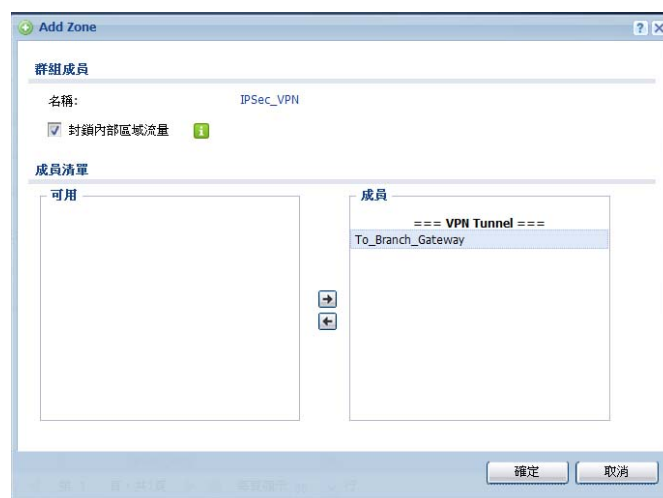 Add Zone
群組成員
名稱: IPSec_VPN
封鎖內部區域流量
成員清單
可用
成員
=== VPN Tunnel ===
To_Branch_Gateway
確定
取消